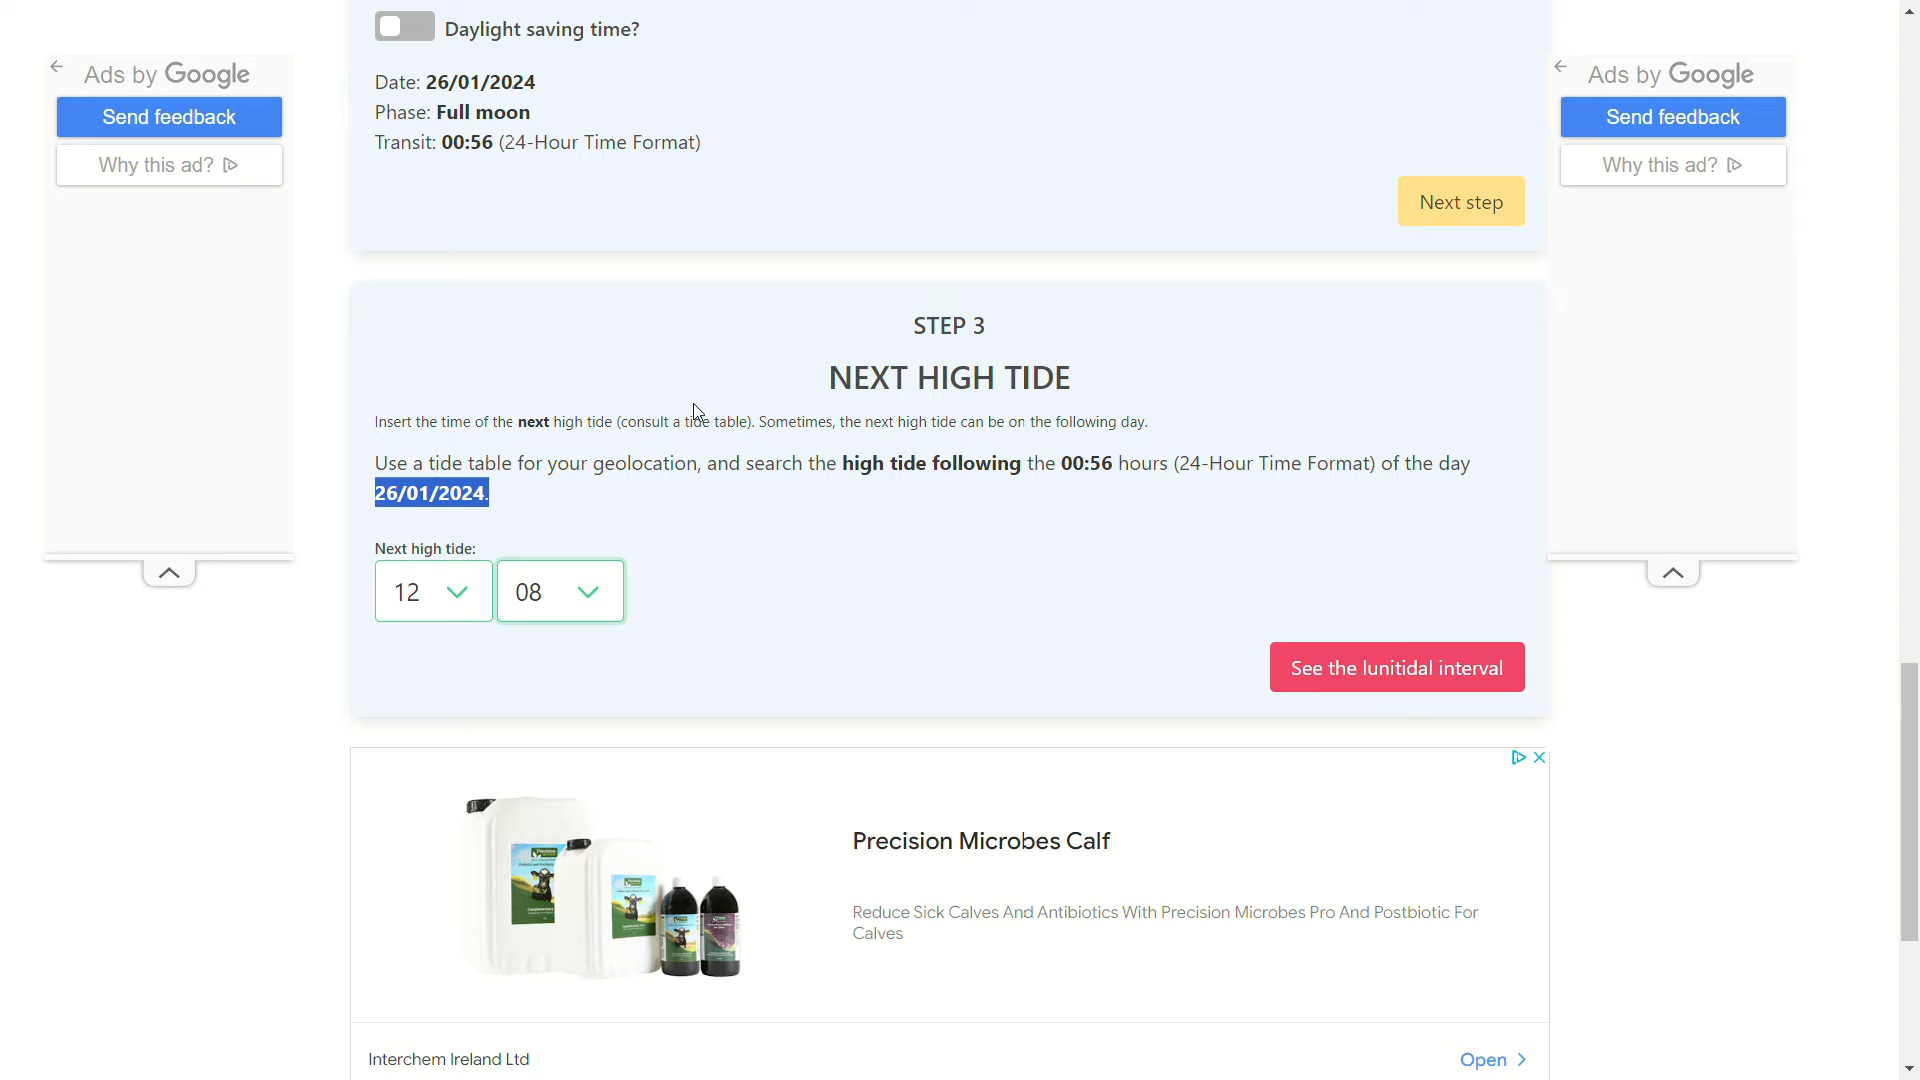 Daylight saving time?
Date: 26/01/2024
Phase: Full moon
Transit: 00:56 (24-Hour Time Format)
Next step
Ads by Google
Send feedback
Why this ad?
Ads by Google
Send feedback
Why this ad?
STEP 3
NEXT HIGH TIDE
Insert the time of the next high tide (consult a tide table). Sometimes, the next high tide can be on the following day.
Use a tide table for your geolocation, and search the high tide following the 00:56 hours (24-Hour Time Format) of the day
26/01/2024.
Next high tide:
12 08
See the lunitidal interval
Precision Microbes Calf
Reduce Sick Calves And Antibiotics With Precision Microbes Pro And Postbiotic For
Calves
Interchem Ireland Ltd
Open